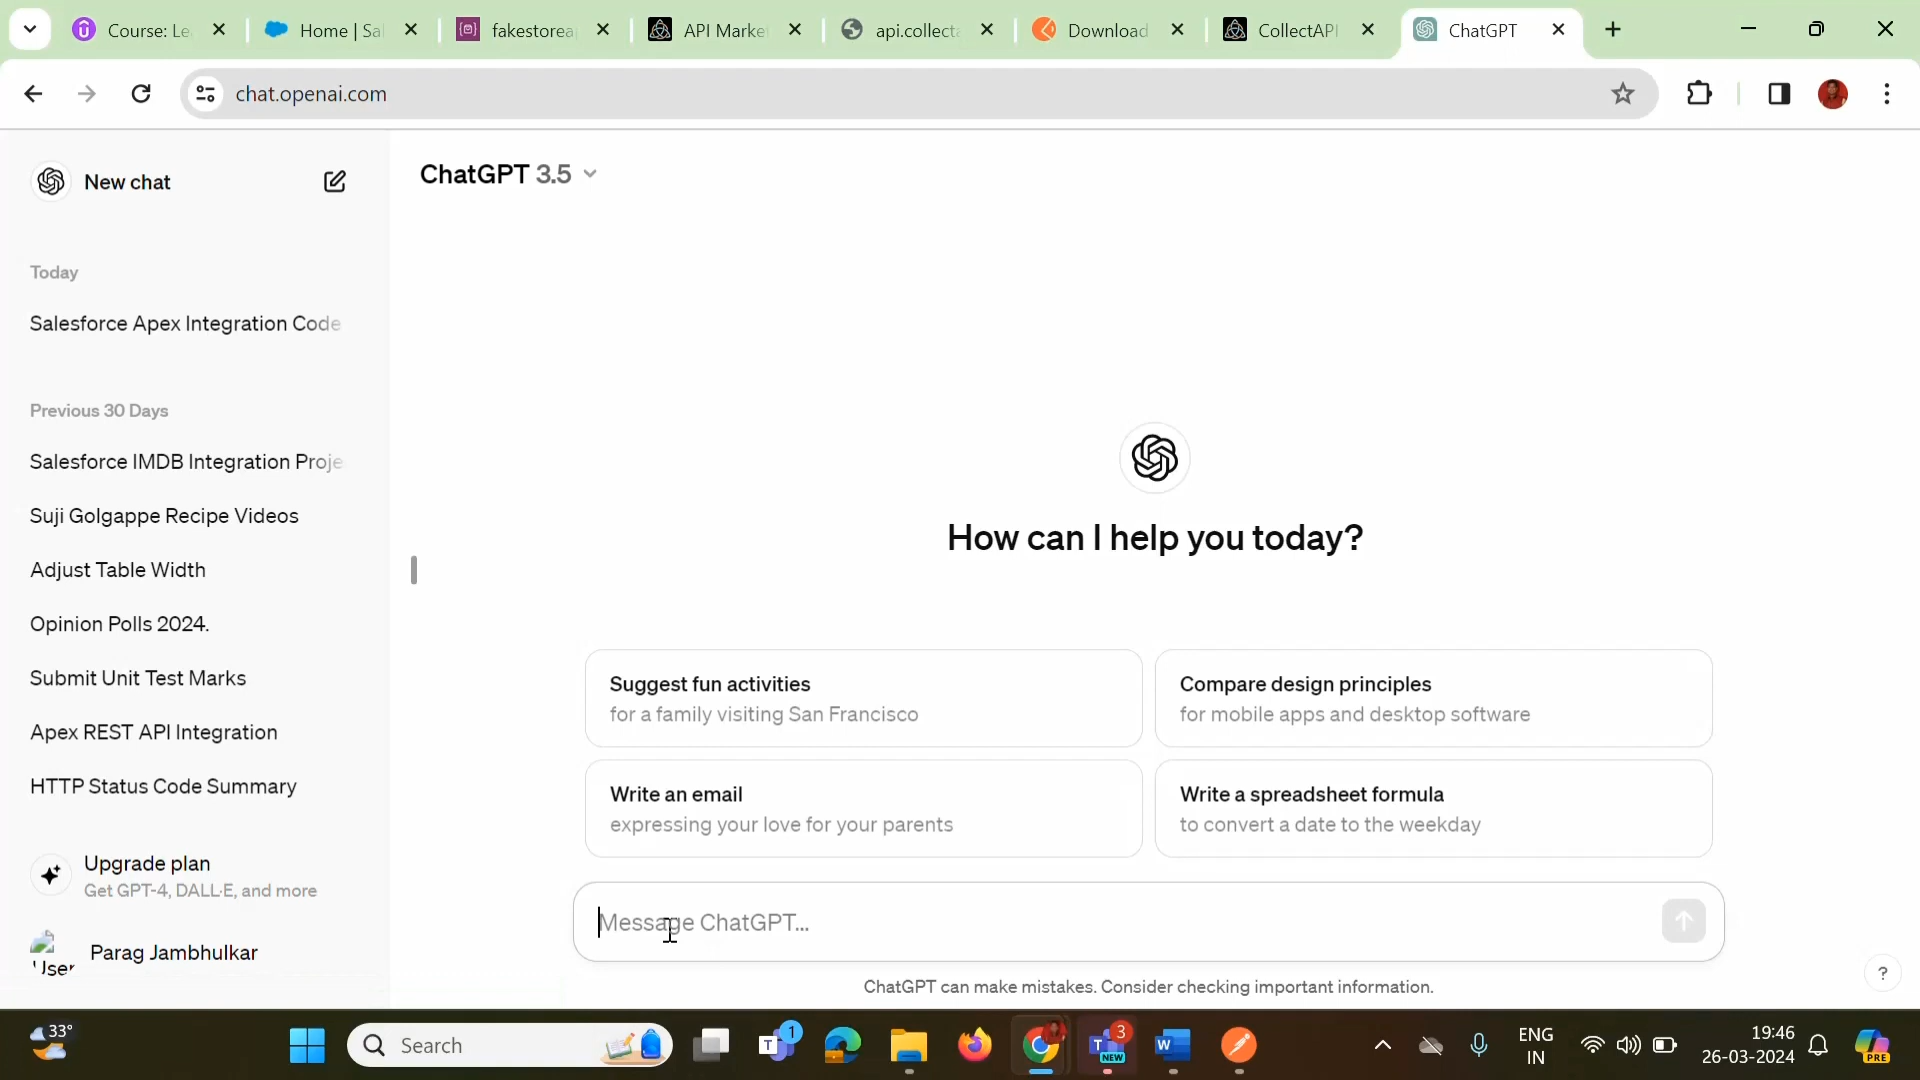 Course: Le
Home | Sa
fakestorea
API Marke
api.collecta
Download
CollectAPI
ChatGPT
chat.openai.com
New chat
ChatGPT 3.5
Today
Salesforce Apex Integration Code
Previous 30 Days
Salesforce IMDB Integration Proje
Suji Golgappe Recipe Videos
Adjust Table Width
Opinion Polls 2024.
Submit Unit Test Marks
Apex REST API Integration
HTTP Status Code Summary
Upgrade plan
Get GPT-4, DALL·E, and more
User
Parag Jambhulkar
How can I help you today?
Suggest fun activities
for a family visiting San Francisco
Compare design principles
for mobile apps and desktop software
Write an email
expressing your love for your parents
Write a spreadsheet formula
to convert a date to the weekday
Message ChatGPT...
ChatGPT can make mistakes. Consider checking important information.
?
33°
Search
1
T
3
T
NEW
W
ENG
IN
19:46
26-03-2024
PRE